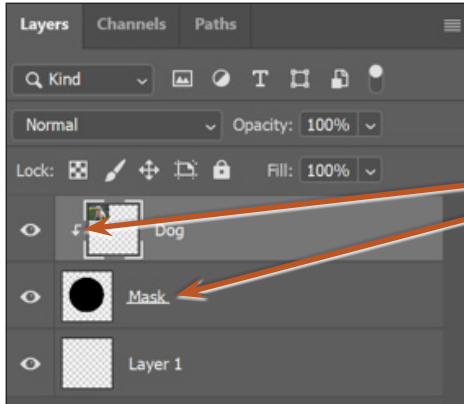 Layers Channels Paths
Kind
Normal Opacity: 100%
Lock: Fill: 100%
Dog
Mask
Layer 1